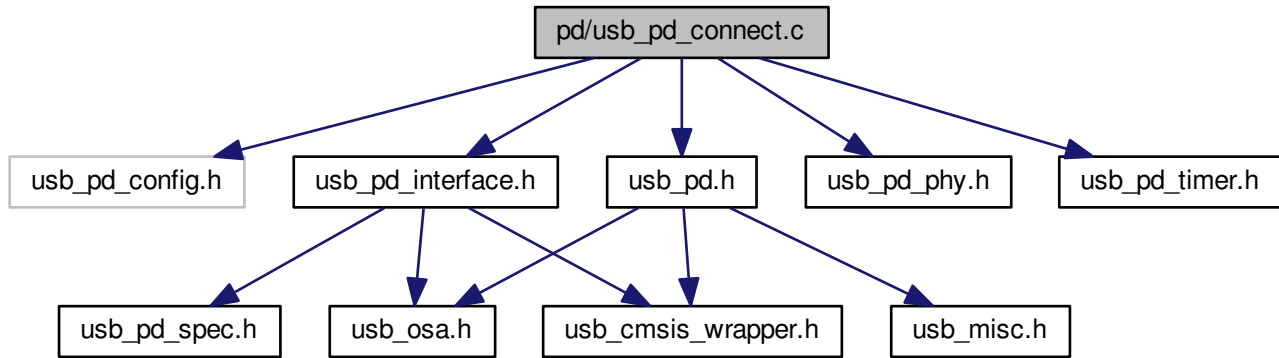 pd/usb_pd_connect.c
usb_pd_config.h
usb_pd_interface.h
usb_pd.h
usb_pd_phy.h
usb_pd_timer.h
usb_pd_spec.h
usb_osa.h
usb_cmsis_wrapper.h
usb_misc.h